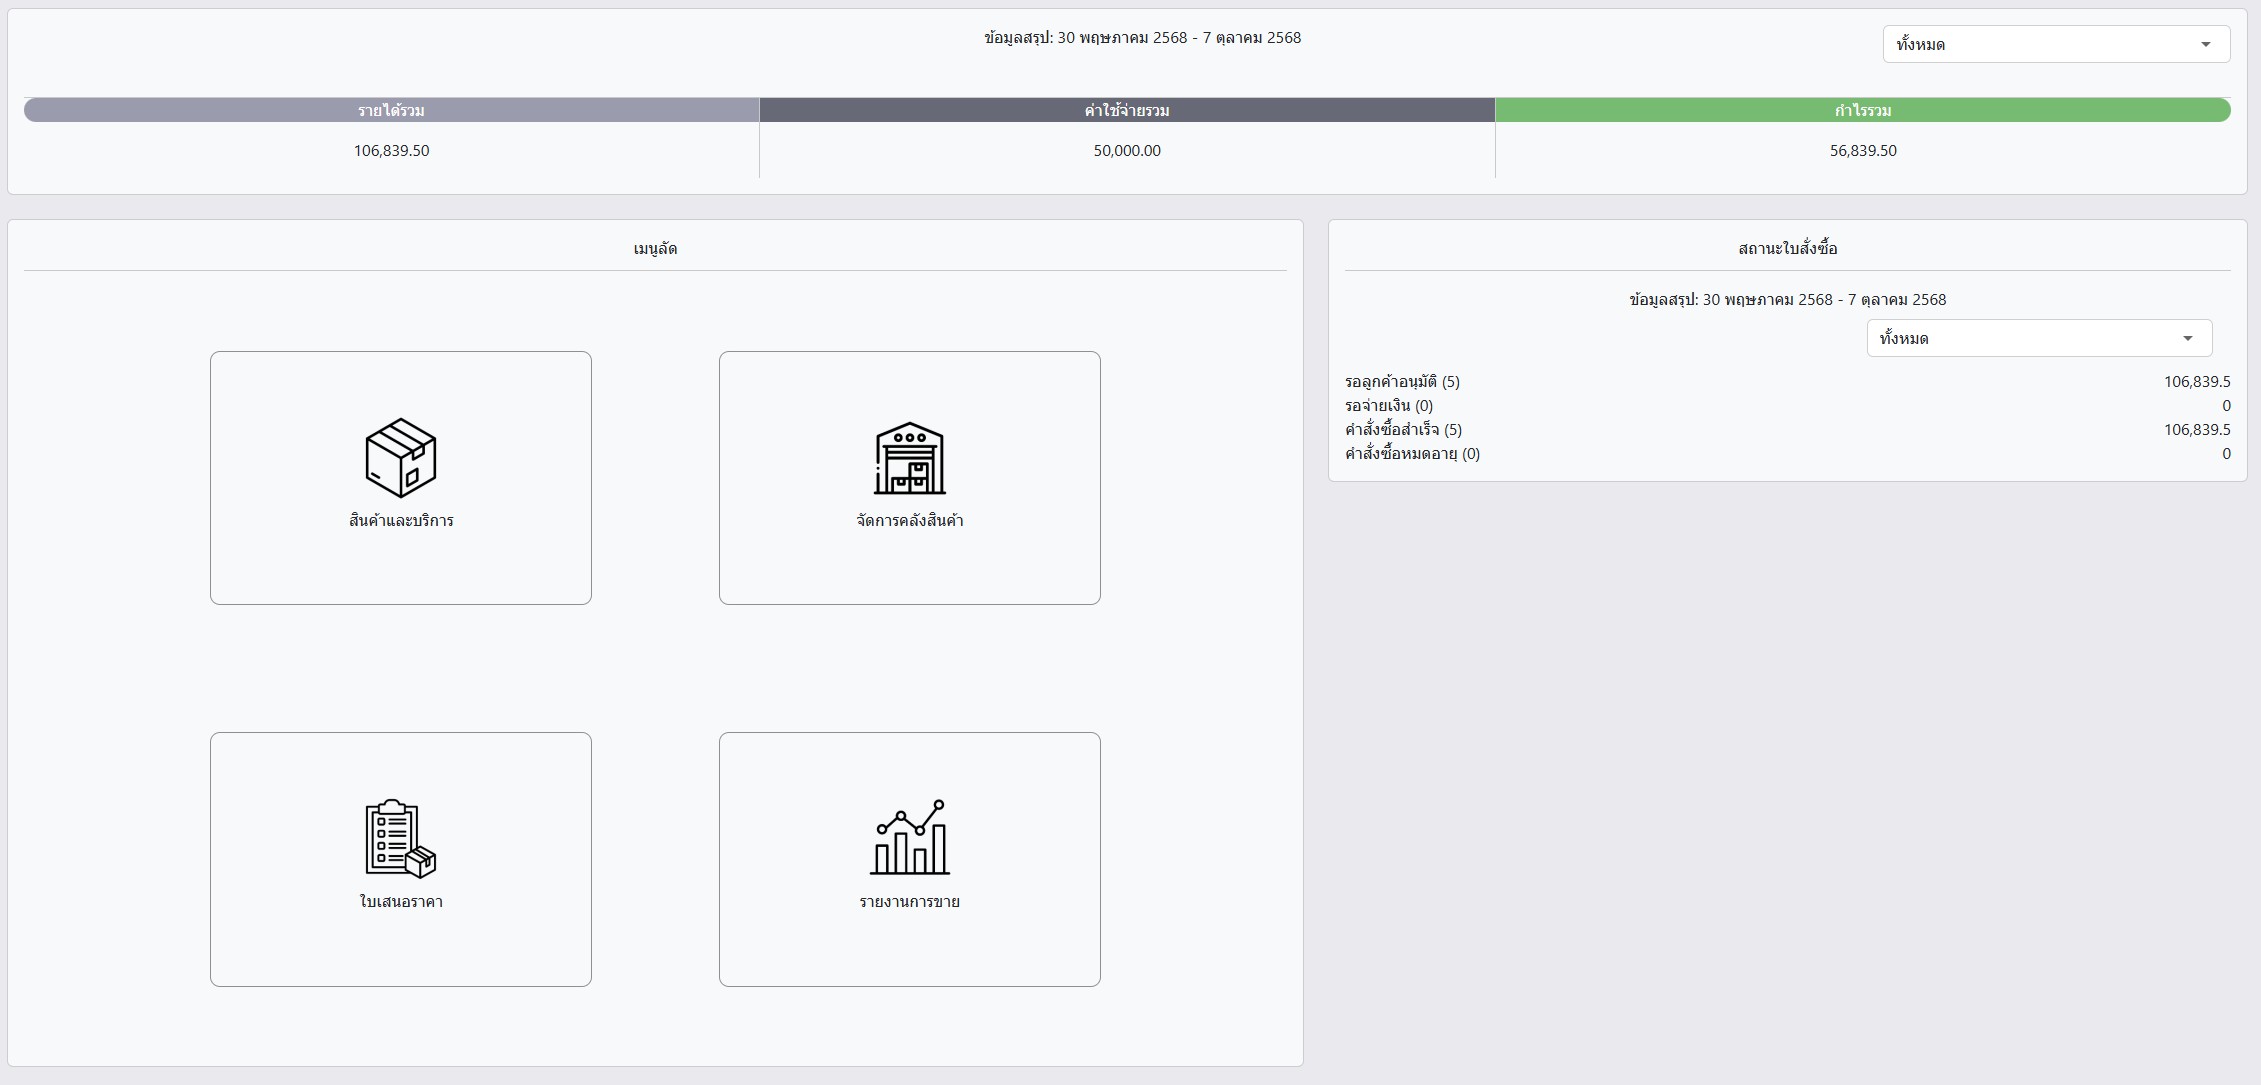 ข้อมูลสรุป: 30 พฤษภาคม 2568 - 7 ตุลาคม 2568
ทั้งหมด
รายได้รวม ค่าใช้จ่ายรวม กำไรรวม
106,839.50 50,000.00 56,839.50
เมนูลัด
สินค้าและบริการ จัดการคลังสินค้า
ใบเสนอราคา รายงานการขาย
สถานะใบสั่งซื้อ
ข้อมูลสรุป: 30 พฤษภาคม 2568 - 7 ตุลาคม 2568
ทั้งหมด
รอลูกค้าอนุมัติ (5) 106,839.5
รอจ่ายเงิน (0) 0
คำสั่งซื้อสำเร็จ (5) 106,839.5
คำสั่งซื้อหมดอายุ (0) 0